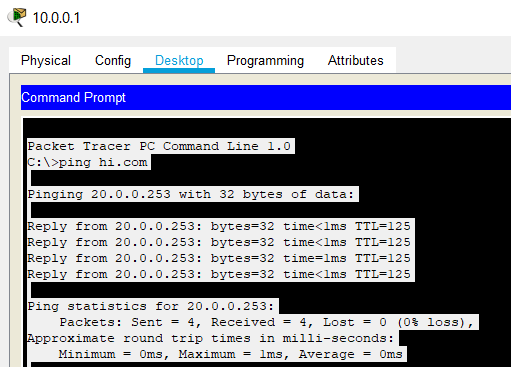 10.0.0.1
Physical Config Desktop Programming Attributes
Command Prompt
Packet Tracer PC Command Line 1.0
C:\>ping hi.com
Pinging 20.0.0.253 with 32 bytes of data:
Reply from 20.0.0.253: bytes=32 time<1ms TTL=125
Reply from 20.0.0.253: bytes=32 time<1ms TTL=125
Reply from 20.0.0.253: bytes=32 time=1ms TTL=125
Reply from 20.0.0.253: bytes=32 time<1ms TTL=125
Ping statistics for 20.0.0.253:
Packets: Sent = 4, Received = 4, Lost = 0 (0% loss),
Approximate round trip times in milli-seconds:
Minimum = 0ms, Maximum = 1ms, Average = 0ms